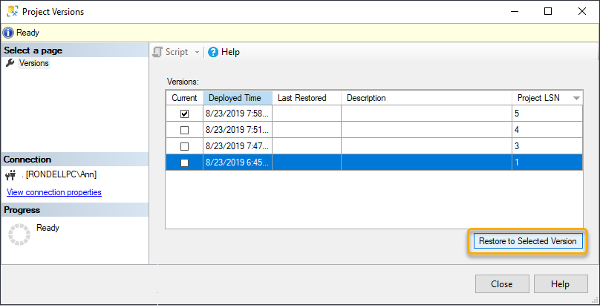 Project Versions
Ready
Select a page
Versions
Script
Help
Versions:
Current Deployed Time Last Restored Description Project LSN
8/23/2019 7:58... 5
8/23/2019 7:51... 4
8/23/2019 7:47... 3
8/23/2019 6:45... 1
Connection
. [RONDELLPC\Ann]
View connection properties
Progress
Ready
Restore to Selected Version
Close Help